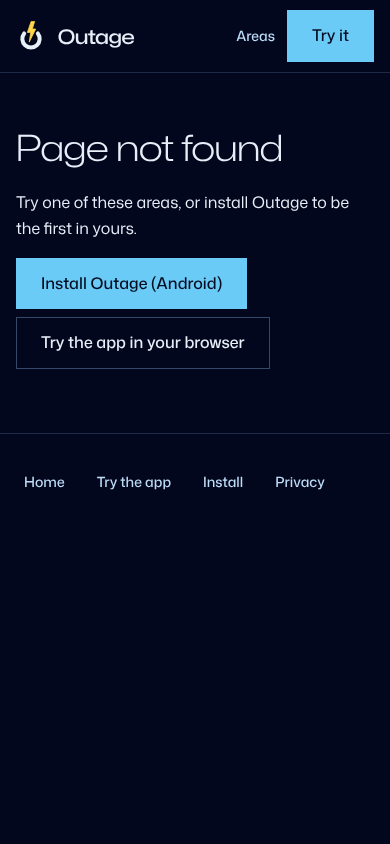 Outage
Areas
Try it
Page not found
Try one of these areas, or install Outage to be
the first in yours.
Install Outage (Android)
Try the app in your browser
Home
Try the app
Install
Privacy